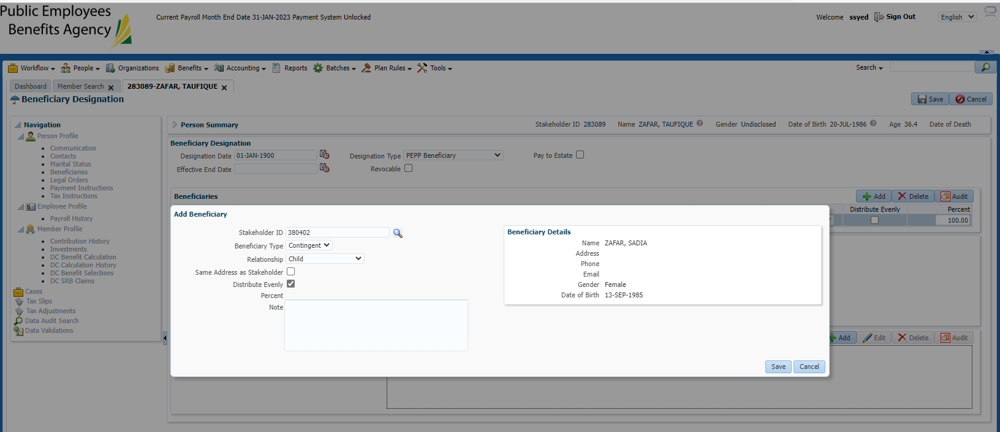 Public Employees
Benefits Agency
Current Payroll Month End Date 31-JAN-2023 Payment System Unlocked
Welcome ssyed Sign Out English
Workflow People Organizations Benefits Accounting Reports Batches Plan Rules Tools Search
Dashboard Member Search 283089-ZAFAR, TAUFIQUE
Beneficiary Designation Save Cancel
Navigation
Person Profile
Communication
Contacts
Marital Status
Beneficiaries
Legal Orders
Payment Instructions
Tax Instructions
Employee Profile
Payroll History
Member Profile
Contribution History
Investments
DC Benefit Calculation
DC Calculation History
DC Benefit Selections
DC SRB Claims
Cases
Tax Slips
Tax Adjustments
Data Audit Search
Data Validations
Person Summary Stakeholder ID 283089 Name ZAFAR, TAUFIQUE Gender Undisclosed Date of Birth 20-JUL-1986 Age 36.4 Date of Death
Beneficiary Designation
Designation Date 01-JAN-1900 Designation Type PEPP Beneficiary Pay to Estate
Effective End Date Revocable
Beneficiaries Add Delete Audit
Distribute Evenly Percent
100.00
Add Beneficiary
Stakeholder ID 380402
Beneficiary Type Contingent
Relationship Child
Same Address as Stakeholder
Distribute Evenly
Percent
Note
Beneficiary Details
Name ZAFAR, SADIA
Address
Phone
Email
Gender Female
Date of Birth 13-SEP-1985
Add Edit Delete Audit
Save Cancel